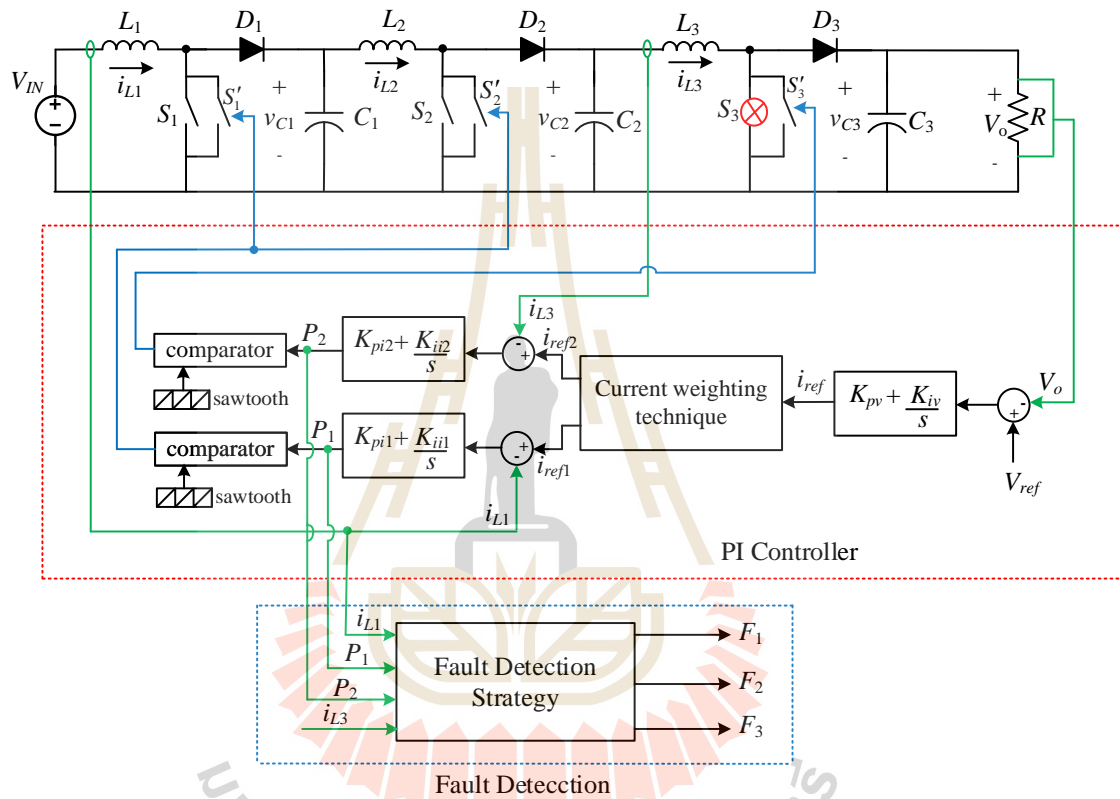 L1 D1 L2 D2 L3 D3
VIN iL1 iL2 iL3
S1 S′1 + vC1 - C1
S2 S′2 + vC2 - C2
S3 S′3 + vC3 - C3
+ Vo - R
iL3
P2 Kpi2 + Kii2/s
comparator
sawtooth
iref2
Current weighting
technique
iref
Kpv + Kiv/s
Vo
Vref
P1 Kpi1 + Kii1/s
comparator
sawtooth
iref1
iL1
PI Controller
iL1
P1
P2
iL3
Fault Detection
Strategy
F1
F2
F3
Fault Detecction